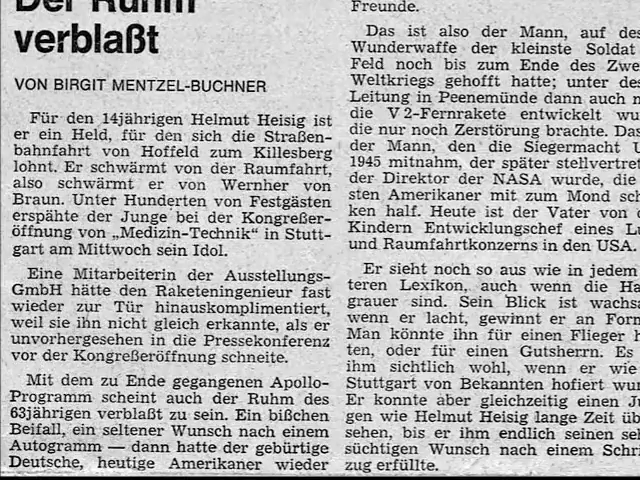 Der Ruhm
verblaßt
VON BIRGIT MENTZEL-BUCHNER
Für den 14jährigen Helmut Heisig ist
er ein Held, für den sich die Straßen-
bahnfahrt von Hoffeld zum Killesberg
lohnt. Er schwärmt von der Raumfahrt,
also schwärmt er von Wernher von
Braun. Unter Hunderten von Festgästen
erspähte der Junge bei der Kongreßer-
öffnung von „Medizin-Technik“ in Stutt-
gart am Mittwoch sein Idol.
Eine Mitarbeiterin der Ausstellungs-
GmbH hätte den Raketeningenieur fast
wieder zur Tür hinauskomplimentiert,
weil sie ihn nicht gleich erkannte, als er
unvorhergesehen in die Pressekonferenz
vor der Kongreßeröffnung schneite.
Mit dem zu Ende gegangenen Apollo-
Programm scheint auch der Ruhm des
63jährigen verblaßt zu sein. Ein bißchen
Beifall, ein seltener Wunsch nach einem
Autogramm — dann hatte der gebürtige
Deutsche, heutige Amerikaner wieder
Freunde.
Das ist also der Mann, auf des
Wunderwaffe der kleinste Soldat
Feld noch bis zum Ende des Zwe
Weltkriegs gehofft hatte; unter des
Leitung in Peenemünde dann auch n
die V 2-Fernrakete entwickelt wu
die nur noch Zerstörung brachte. Das
der Mann, den die Siegermacht U
1945 mitnahm, der später stellvertret
der Direktor der NASA wurde, die
sten Amerikaner mit zum Mond sch
ken half. Heute ist der Vater von
Kindern Entwicklungschef eines Lu
und Raumfahrtkonzerns in den USA.
Er sieht noch so aus wie in jedem
teren Lexikon, auch wenn die Ha
grauer sind. Sein Blick ist wachsa
wenn er lacht, gewinnt er an For
Man könnte ihn für einen Flieger h
ten, oder für einen Gutsherrn. Es
ihm sichtlich wohl, wenn er wie
Stuttgart von Bekannten hofiert wu
Er konnte aber gleichzeitig einen Ju
gen wie Helmut Heisig lange Zeit üb
sehen, bis er ihm endlich seinen se
süchtigen Wunsch nach einem Schri
zug erfüllte.